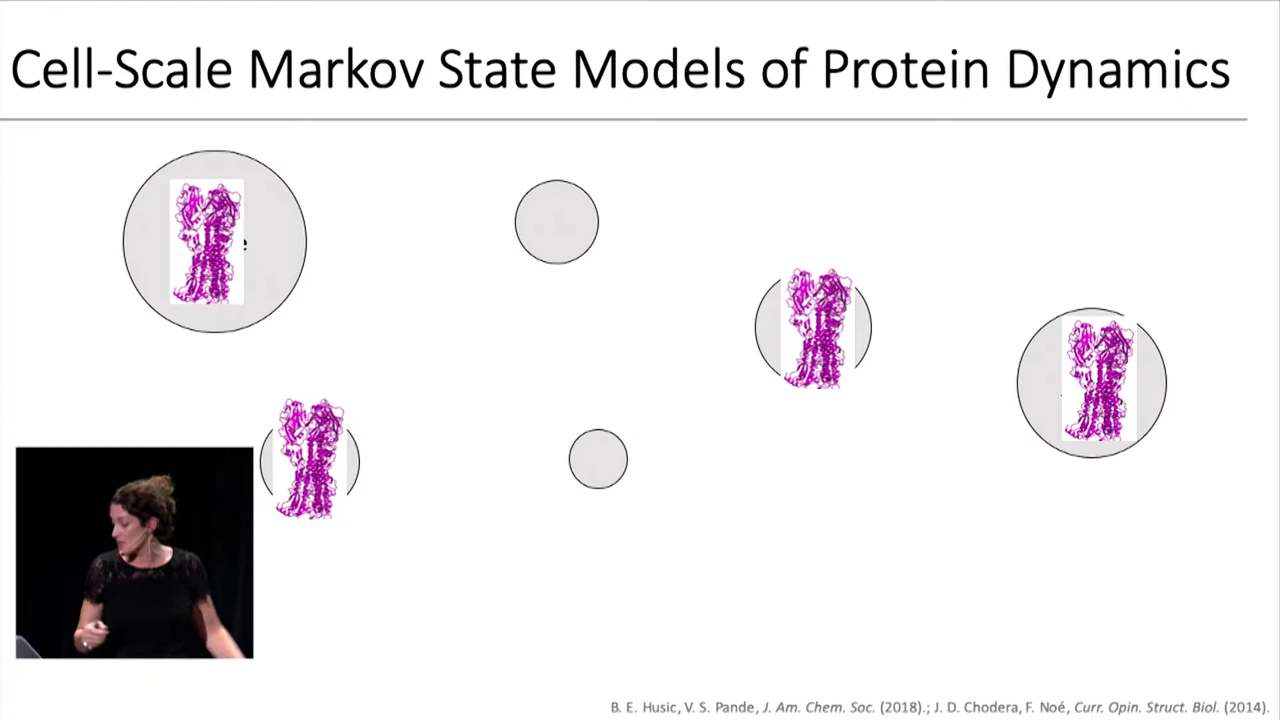 Cell-Scale Markov State Models of Protein Dynamics
e
B. E. Husic, V. S. Pande, J. Am. Chem. Soc. (2018).; J. D. Chodera, F. Noé, Curr. Opin. Struct. Biol. (2014).